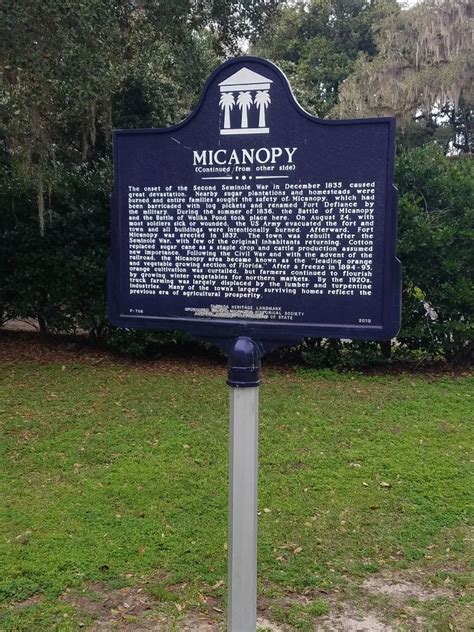 MICANOPY
(Continued from other side)
The onset of the Second Seminole War in December 1835 caused
great devastation. Nearby sugar plantations and homesteads were
burned and entire families sought the safety of Micanopy, which had
been barricaded with log pickets and renamed Fort Defiance by
the military. During the summer of 1836, the Battle of Micanopy
and the Battle of Welika Pond took place here. On August 24, with
most soldiers sick or wounded, the US Army evacuated the fort and
town and all buildings were intentionally burned. Afterward, Fort
Micanopy was erected in 1837. The town was rebuilt after the
Seminole War, with few of the original inhabitants returning. Cotton
replaced sugar cane as a staple crop and cattle production assumed
new importance. Following the Civil War and with the advent of the
railroad, the Micanopy area became known as the "leading orange
and vegetable growing section of Florida." After a freeze in 1894-95,
orange cultivation was curtailed, but farmers continued to flourish
by growing winter vegetables for northern markets. By the 1920s,
truck farming was largely displaced by the lumber and turpentine
industries. Many of the town's larger surviving homes reflect the
previous era of agricultural prosperity.
FLORIDA HERITAGE LANDMARK
SPONSORED BY THE MICANOPY HISTORICAL SOCIETY
OF STATE
F-706
2019